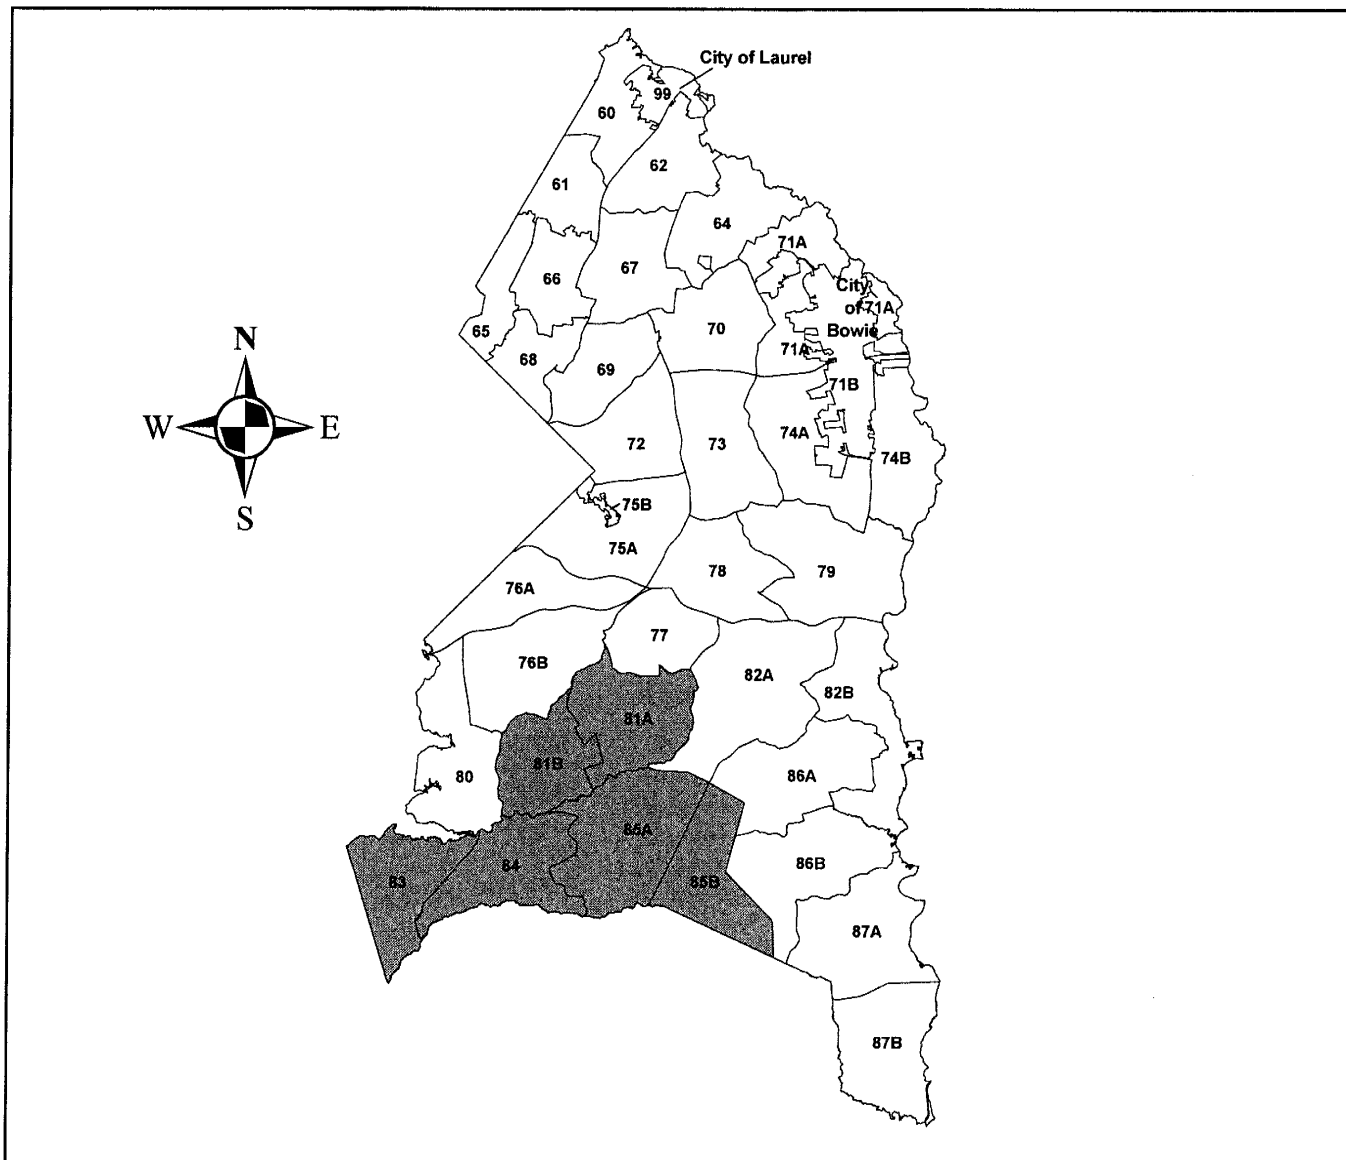 City of Laurel
99
60
62
61
64
71A
66
67
City
of 71A
Bowie
65
70
71A
68
69
71B
72
73
74A
74B
75B
75A
78
79
76A
77
76B
82A
82B
81A
81B
80
86A
85A
84
86B
83
85B
87A
87B
N
W
E
S